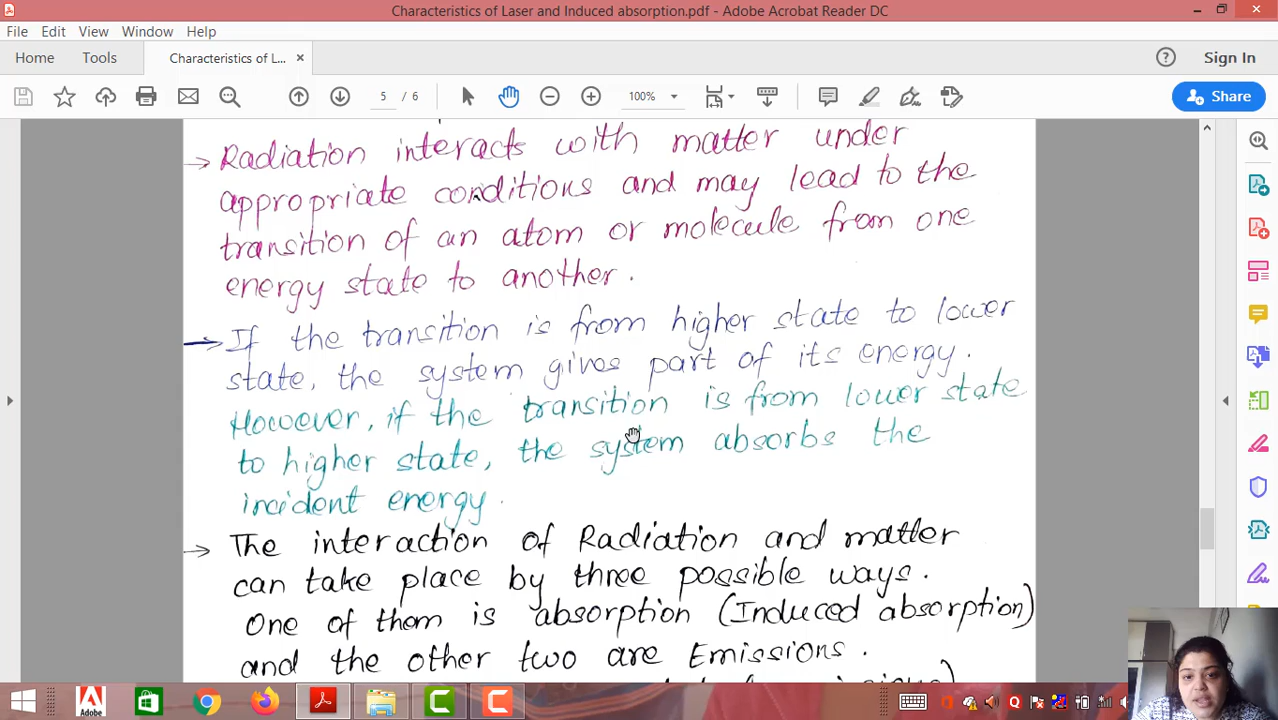 Characteristics of Laser and Induced absorption.pdf - Adobe Acrobat Reader DC
File Edit View Window Help
Home Tools Characteristics of L... Sign In
5 / 6 100% Share
→ Radiation interacts with matter under
appropriate conditions and may lead to the
transition of an atom or molecule from one
energy state to another.
→ If the transition is from higher state to lower
state, the system gives part of its energy.
However, if the transition is from lower state
to higher state, the system absorbs the
incident energy.
→ The interaction of Radiation and matter
can take place by three possible ways.
One of them is absorption (Induced absorption)
and the other two are Emissions.
Adobe